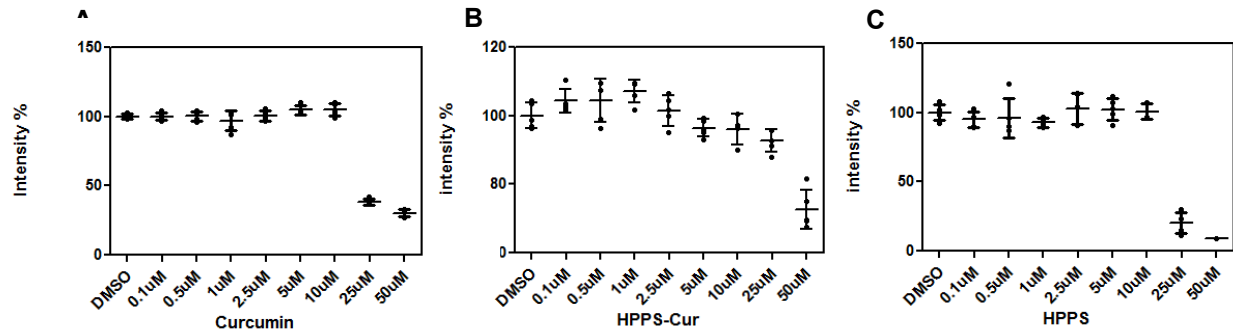 A
150
100
50
0
Intensity %
DMSO
0.1uM
0.5uM
1uM
2.5uM
5uM
10uM
25uM
50uM
Curcumin
B
120
100
80
0
intensity %
DMSO
0.1uM
0.5uM
1uM
2.5uM
5uM
10uM
25uM
50uM
HPPS-Cur
C
150
100
50
0
intensity %
DMSO
0.1uM
0.5uM
1uM
2.5uM
5uM
10uM
25uM
50uM
HPPS